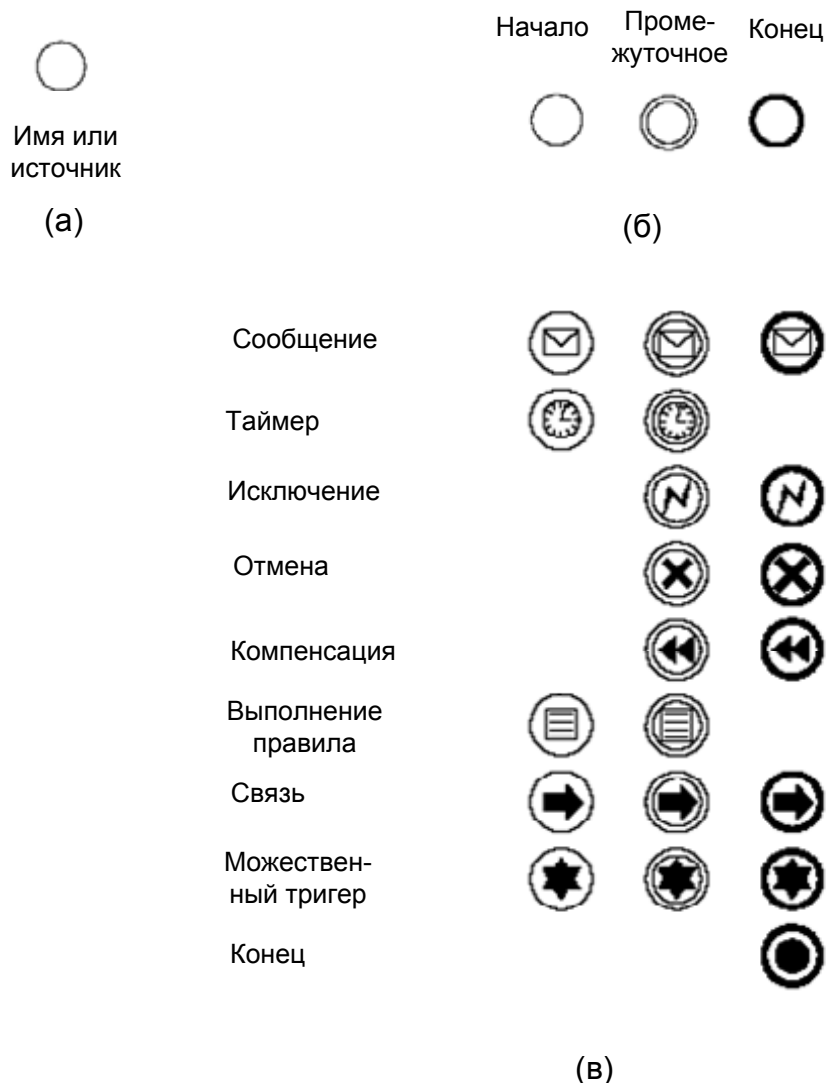 Начало
Проме-
жуточное
Конец
Имя или
источник
(а)
(б)
Сообщение
Таймер
Исключение
Отмена
Компенсация
Выполнение
правила
Связь
Можествен-
ный тригер
Конец
(в)